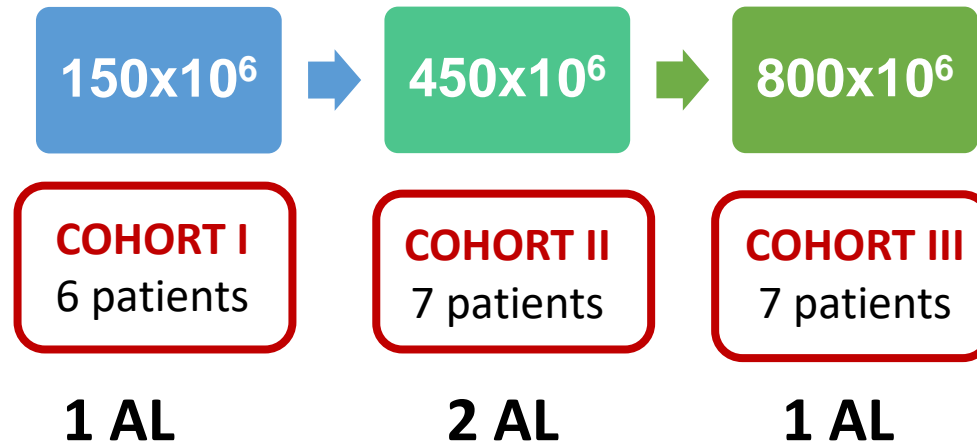 150x10⁶
450x10⁶
800x10⁶
COHORT I
6 patients
COHORT II
7 patients
COHORT III
7 patients
1 AL
2 AL
1 AL